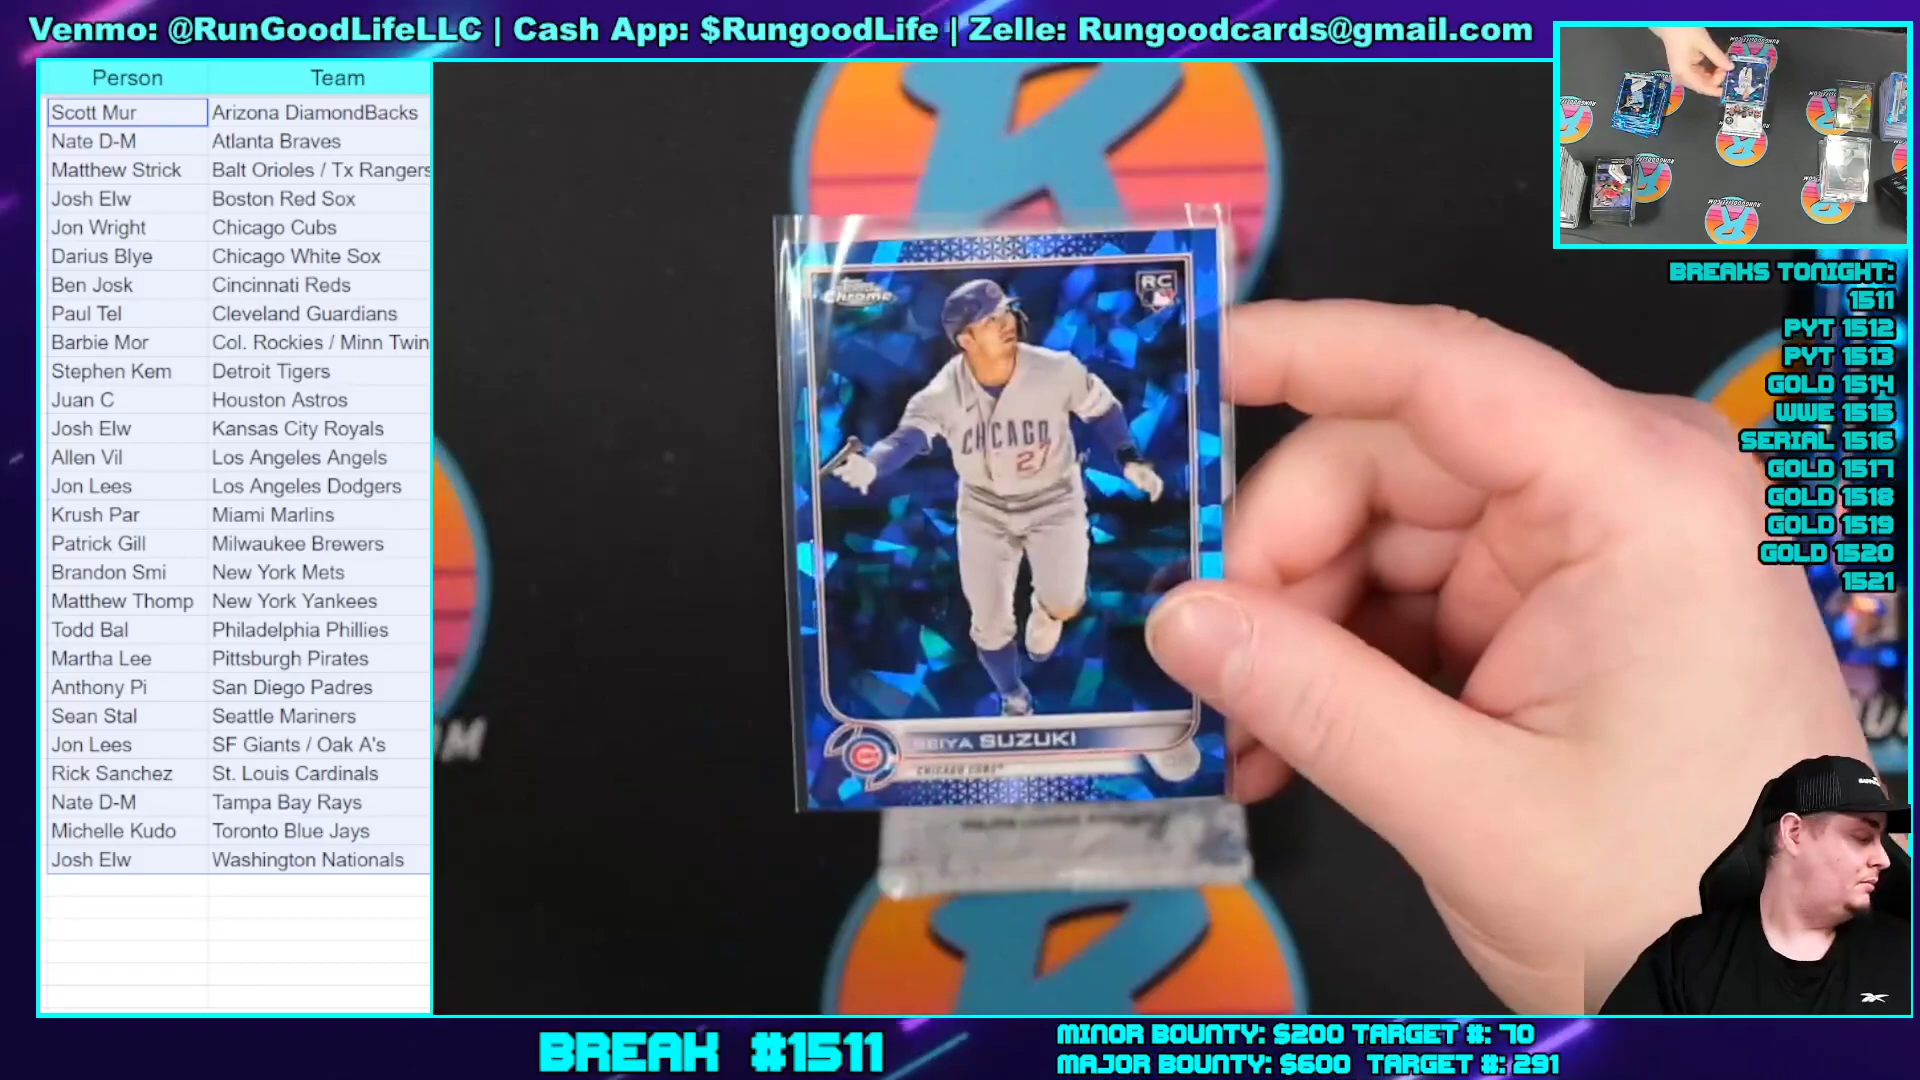 Venmo: @RunGoodLifeLLC | Cash App: $RungoodLife | Zelle: Rungoodcards@gmail.com
Person Team
Scott Mur Arizona DiamondBacks
Nate D-M Atlanta Braves
Matthew Strick Balt Orioles / Tx Rangers
Josh Elw Boston Red Sox
Jon Wright Chicago Cubs
Darius Blye Chicago White Sox
Ben Josk Cincinnati Reds
Paul Tel Cleveland Guardians
Barbie Mor Col. Rockies / Minn Twin
Stephen Kem Detroit Tigers
Juan C Houston Astros
Josh Elw Kansas City Royals
Allen Vil Los Angeles Angels
Jon Lees Los Angeles Dodgers
Krush Par Miami Marlins
Patrick Gill Milwaukee Brewers
Brandon Smi New York Mets
Matthew Thomp New York Yankees
Todd Bal Philadelphia Phillies
Martha Lee Pittsburgh Pirates
Anthony Pi San Diego Padres
Sean Stal Seattle Mariners
Jon Lees SF Giants / Oak A's
Rick Sanchez St. Louis Cardinals
Nate D-M Tampa Bay Rays
Michelle Kudo Toronto Blue Jays
Josh Elw Washington Nationals
Topps
Chrome
RC
CHICAGO
27
SEIYA SUZUKI
CHICAGO CUBS
BREAKS TONIGHT:
1511
PYT 1512
PYT 1513
GOLD 1514
WWE 1515
SERIAL 1516
GOLD 1517
GOLD 1518
GOLD 1519
GOLD 1520
1521
BREAK #1511
MINOR BOUNTY: $200 TARGET #: 70
MAJOR BOUNTY: $600 TARGET #: 291